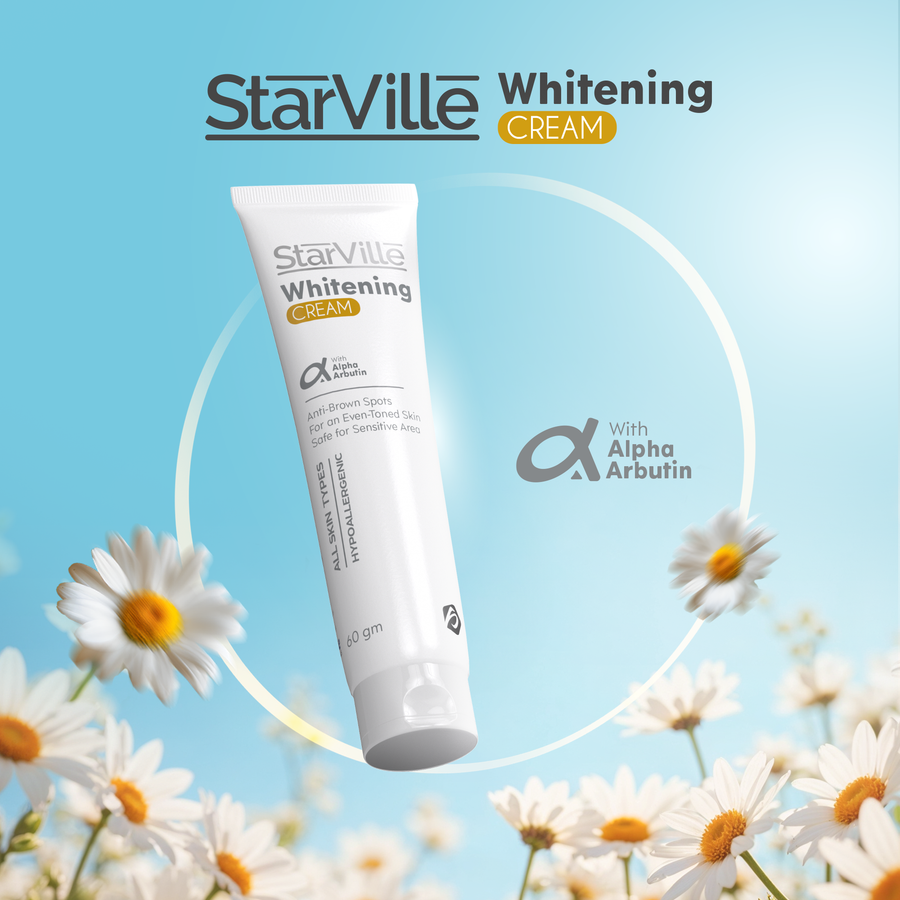 StarVille
Whitening
CREAM
StarVille
Whitening
CREAM
With
Alpha
Arbutin
Anti-Brown Spots
For an Even-Toned Skin
Safe for Sensitive Area
ALL SKIN TYPES
HYPOALLERGENIC
60 gm
With
Alpha
Arbutin